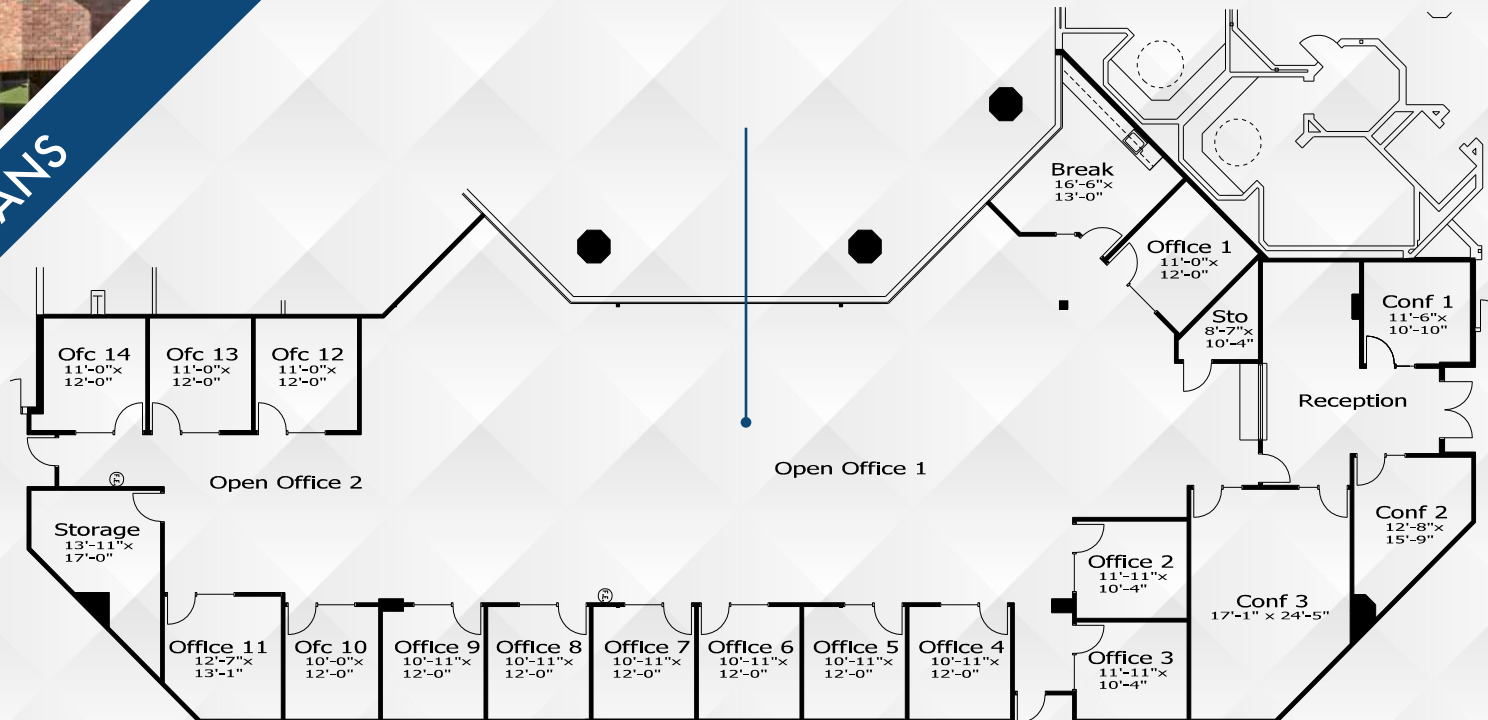 ANS
Break
16'-6"x
13'-0"
Office 1
11'-0"x
12'-0"
Sto
8'-7"x
10'-4"
Conf 1
11'-6"x
10'-10"
Ofc 14
11'-0"x
12'-0"
Ofc 13
11'-0"x
12'-0"
Ofc 12
11'-0"x
12'-0"
Reception
Open Office 2
Open Office 1
Storage
13'-11"x
17'-0"
Conf 2
12'-8"x
15'-9"
Office 2
11'-11"x
10'-4"
Conf 3
17'-1" x 24'-5"
Office 11
12'-7"x
13'-1"
Ofc 10
10'-0"x
12'-0"
Office 9
10'-11"x
12'-0"
Office 8
10'-11"x
12'-0"
Office 7
10'-11"x
12'-0"
Office 6
10'-11"x
12'-0"
Office 5
10'-11"x
12'-0"
Office 4
10'-11"x
12'-0"
Office 3
11'-11"x
10'-4"